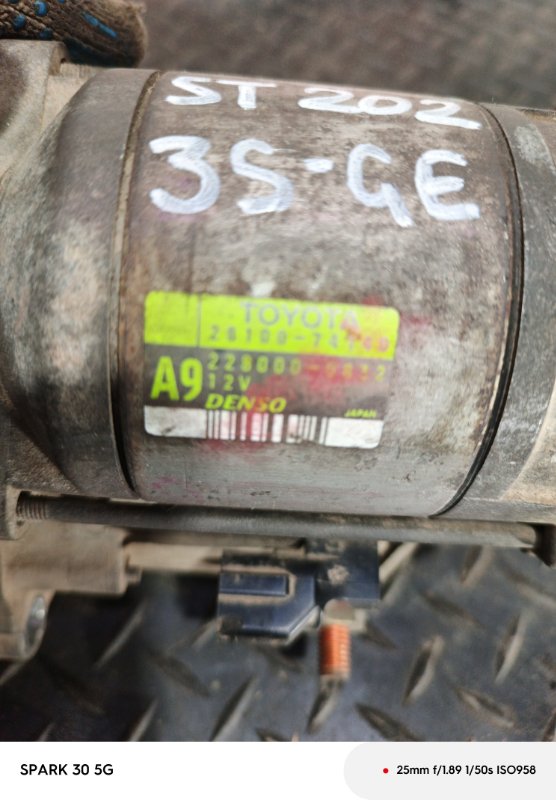 ST 202
3S-GE
TOYOTA
A9
12V
DENSO
JAPAN
SPARK 30 5G
25mm f/1.89 1/50s ISO958